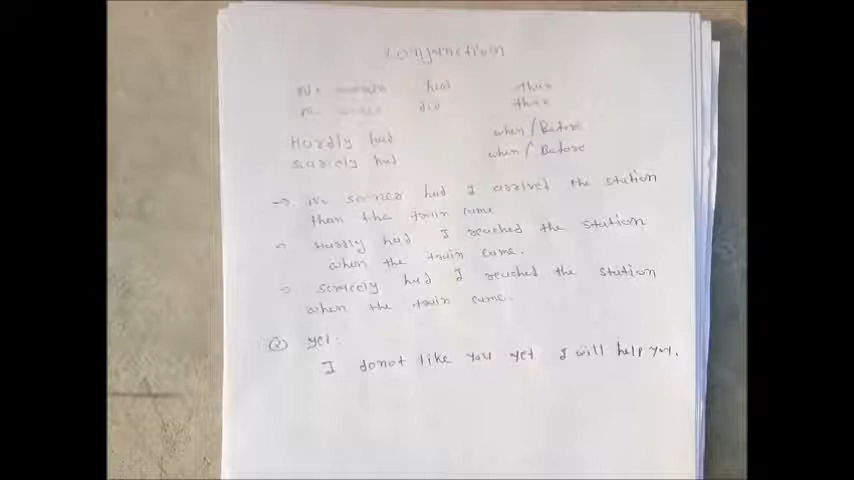 Conjunction
No sooner had than
No sooner did than
Hardly had when/Before
Scarcely had when/Before
→ No sooner had I arrived the station
than the train came
Hardly had I reached the station
when the train came.
Scracely had I reached the station
when the train came.
② Yet:
I donot like you yet I will help you.